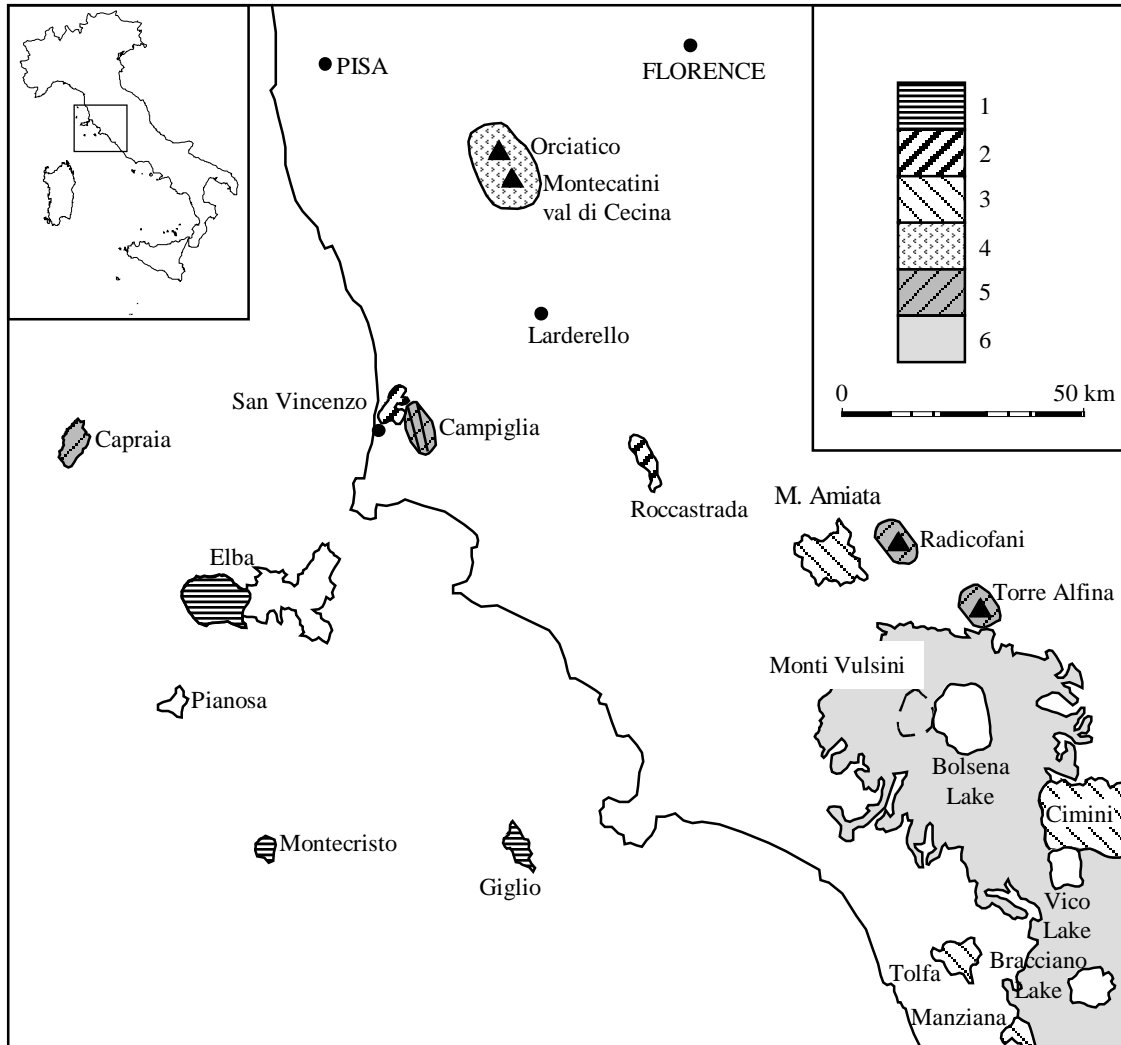 PISA
FLORENCE
1
2
3
4
5
6
0 50 km
Orciatico
Montecatini
val di Cecina
Larderello
San Vincenzo
Campiglia
Capraia
Roccastrada
M. Amiata
Radicofani
Elba
Torre Alfina
Monti Vulsini
Pianosa
Bolsena
Lake
Cimini
Montecristo
Giglio
Vico
Lake
Tolfa
Bracciano
Lake
Manziana